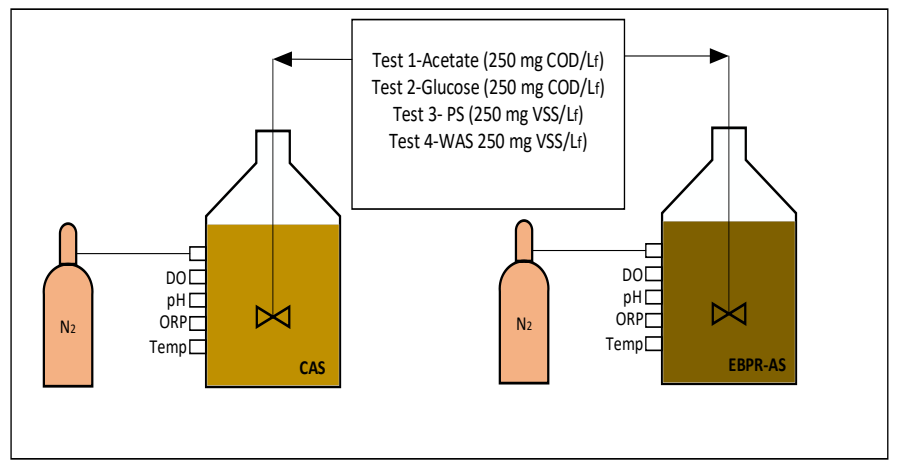 Test 1-Acetate (250 mg COD/Lf)
Test 2-Glucose (250 mg COD/Lf)
Test 3- PS (250 mg VSS/Lf)
Test 4-WAS 250 mg VSS/Lf)
N2
DO
pH
ORP
Temp
CAS
N2
DO
pH
ORP
Temp
EBPR-AS